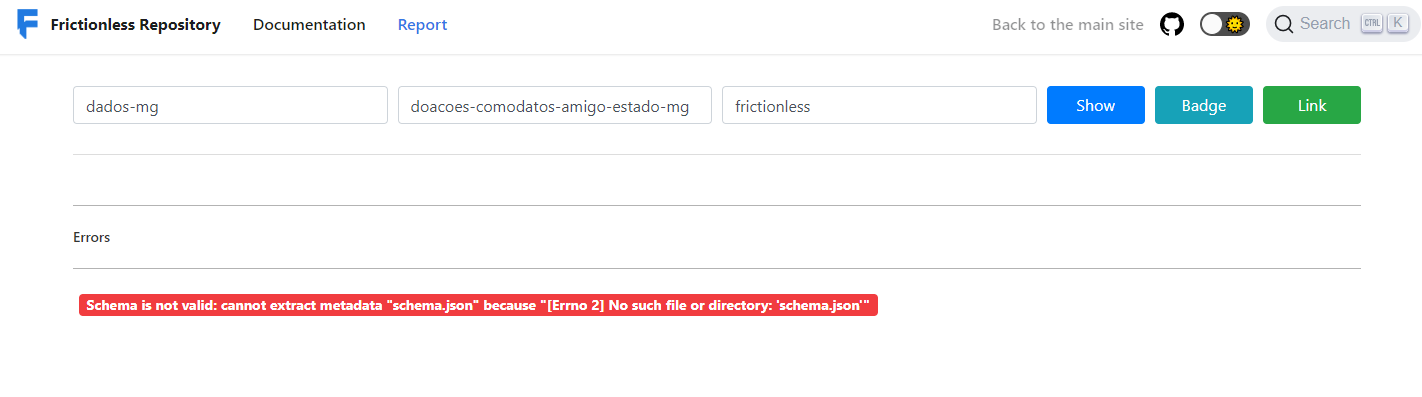 Frictionless Repository Documentation Report Back to the main site Search CTRL K
dados-mg doacoes-comodatos-amigo-estado-mg frictionless Show Badge Link
Errors
Schema is not valid: cannot extract metadata "schema.json" because "[Errno 2] No such file or directory: 'schema.json'"